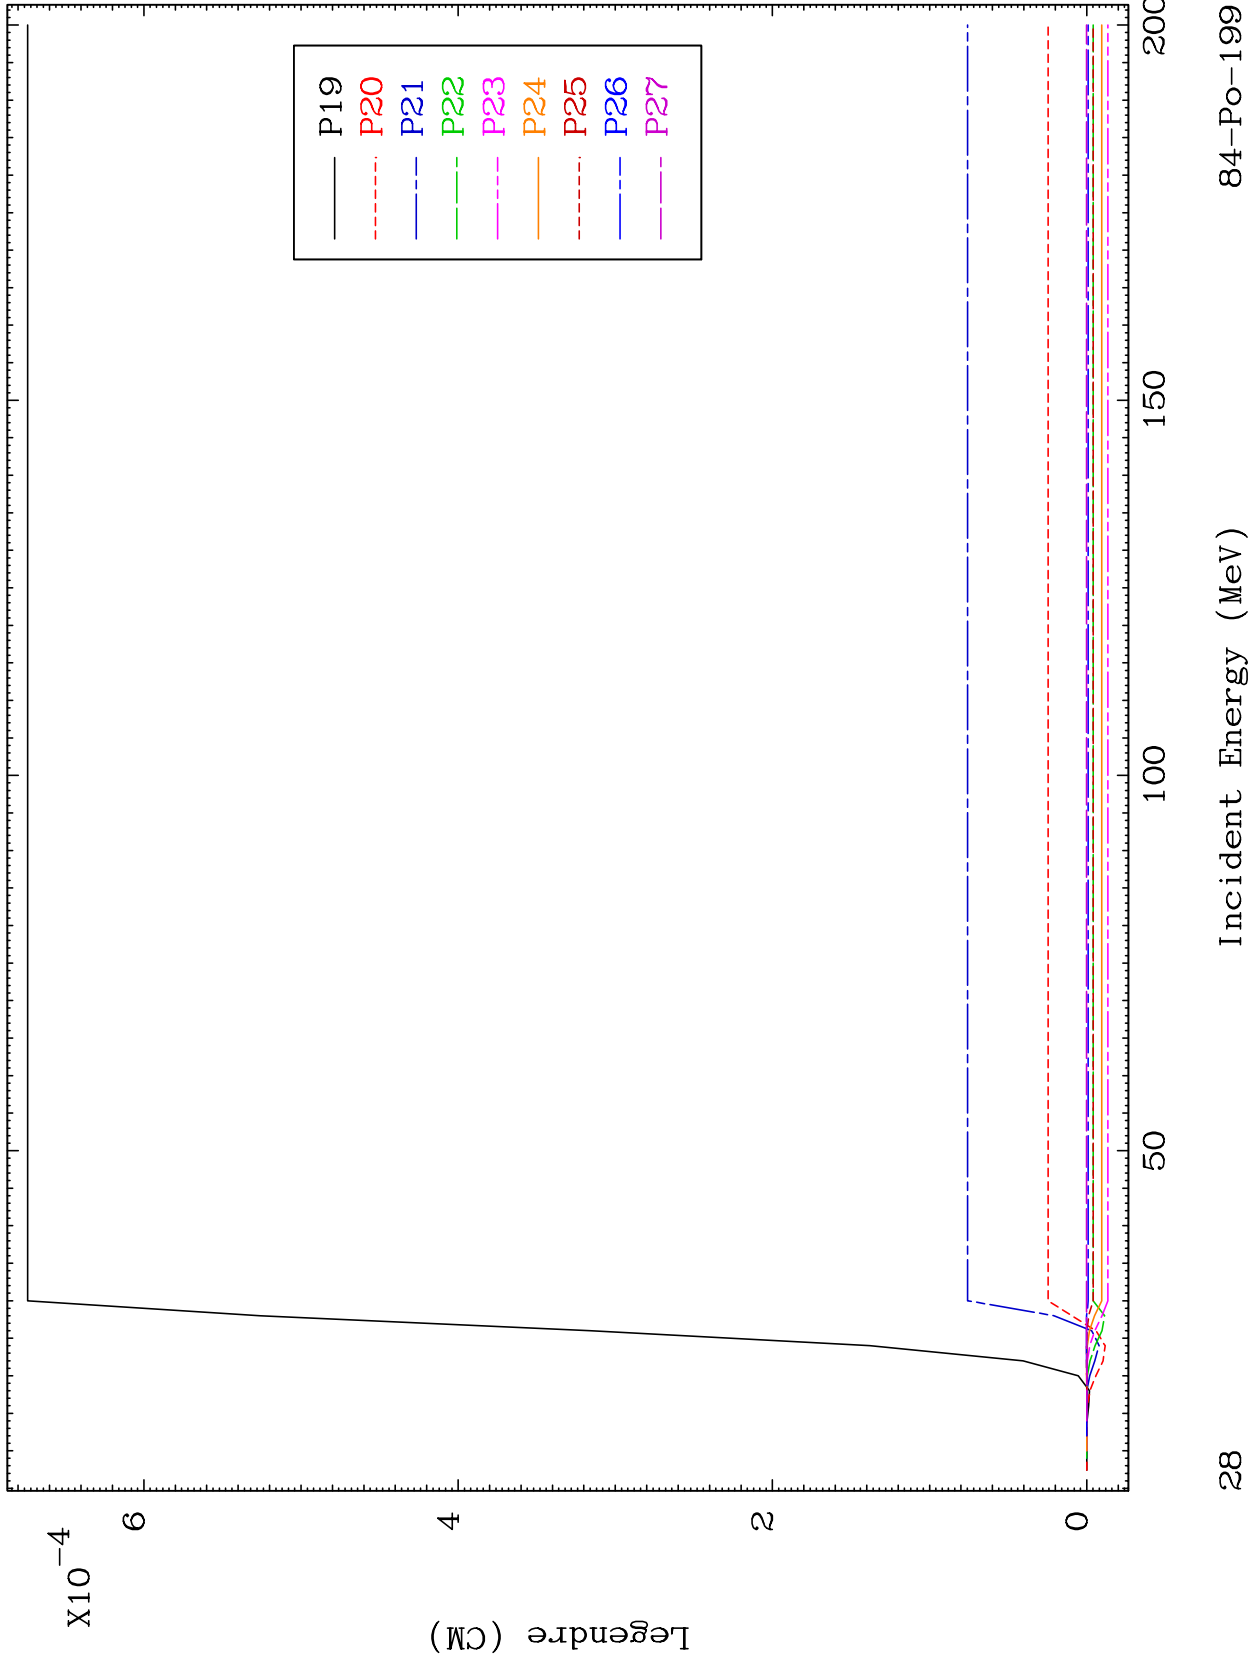 X10⁻⁴
6
4
2
0
Legendre (CM)
P19
P20
P21
P22
P23
P24
P25
P26
P27
50 100 150 200
Incident Energy (MeV)
28 84-Po-199